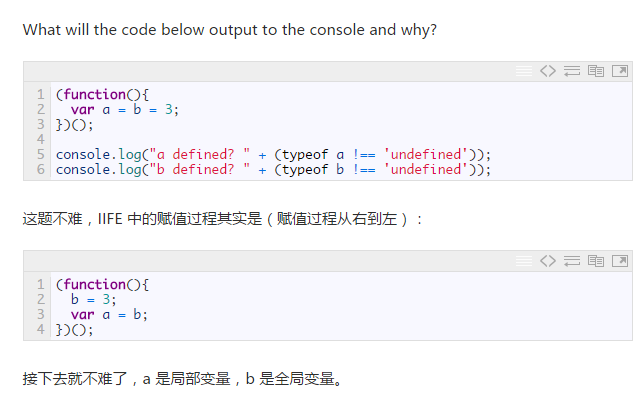 What will the code below output to the console and why?
1 (function(){
2   var a = b = 3;
3 })();
4
5 console.log("a defined? " + (typeof a !== 'undefined'));
6 console.log("b defined? " + (typeof b !== 'undefined'));
这题不难，IIFE 中的赋值过程其实是（赋值过程从右到左）：
1 (function(){
2   b = 3;
3   var a = b;
4 })();
接下去就不难了，a 是局部变量，b 是全局变量。